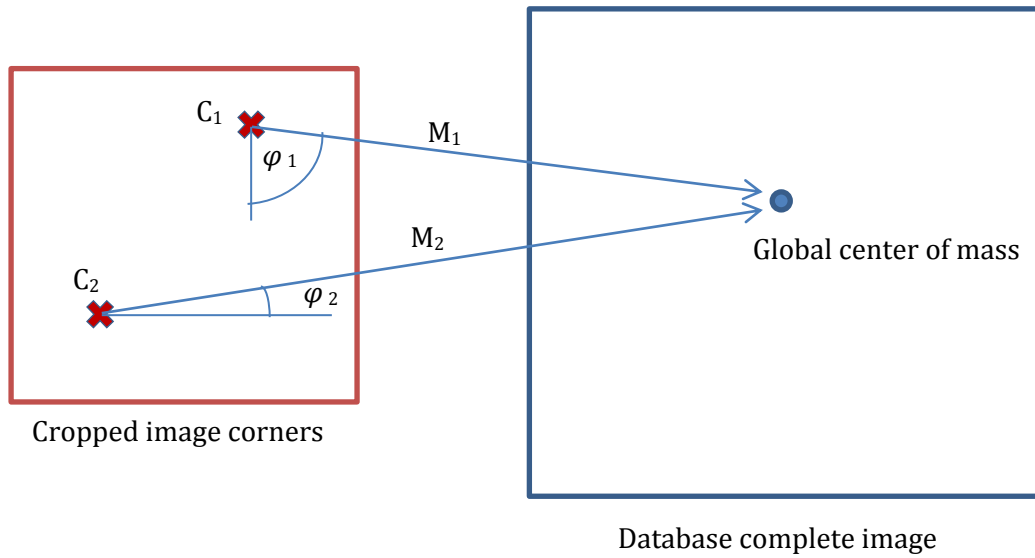 C₁
M₁
φ ₁
M₂
Global center of mass
C₂
φ ₂
Cropped image corners
Database complete image